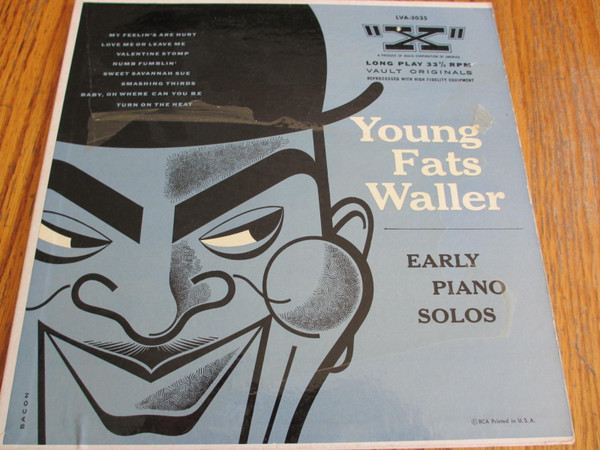 MY FEELIN'S ARE HURT
LOVE ME OR LEAVE ME
VALENTINE STOMP
NUMB FUMBLIN'
SWEET SAVANNAH SUE
SMASHING THIRDS
BABY, OH WHERE CAN YOU BE
TURN ON THE HEAT
LVA-3035
"X"
A PRODUCT OF RADIO CORPORATION OF AMERICA
LONG PLAY 33⅓ RPM
VAULT ORIGINALS
REPROCESSED WITH HIGH FIDELITY EQUIPMENT
Young
Fats
Waller
EARLY
PIANO
SOLOS
BACON
© RCA Printed in U. S. A.